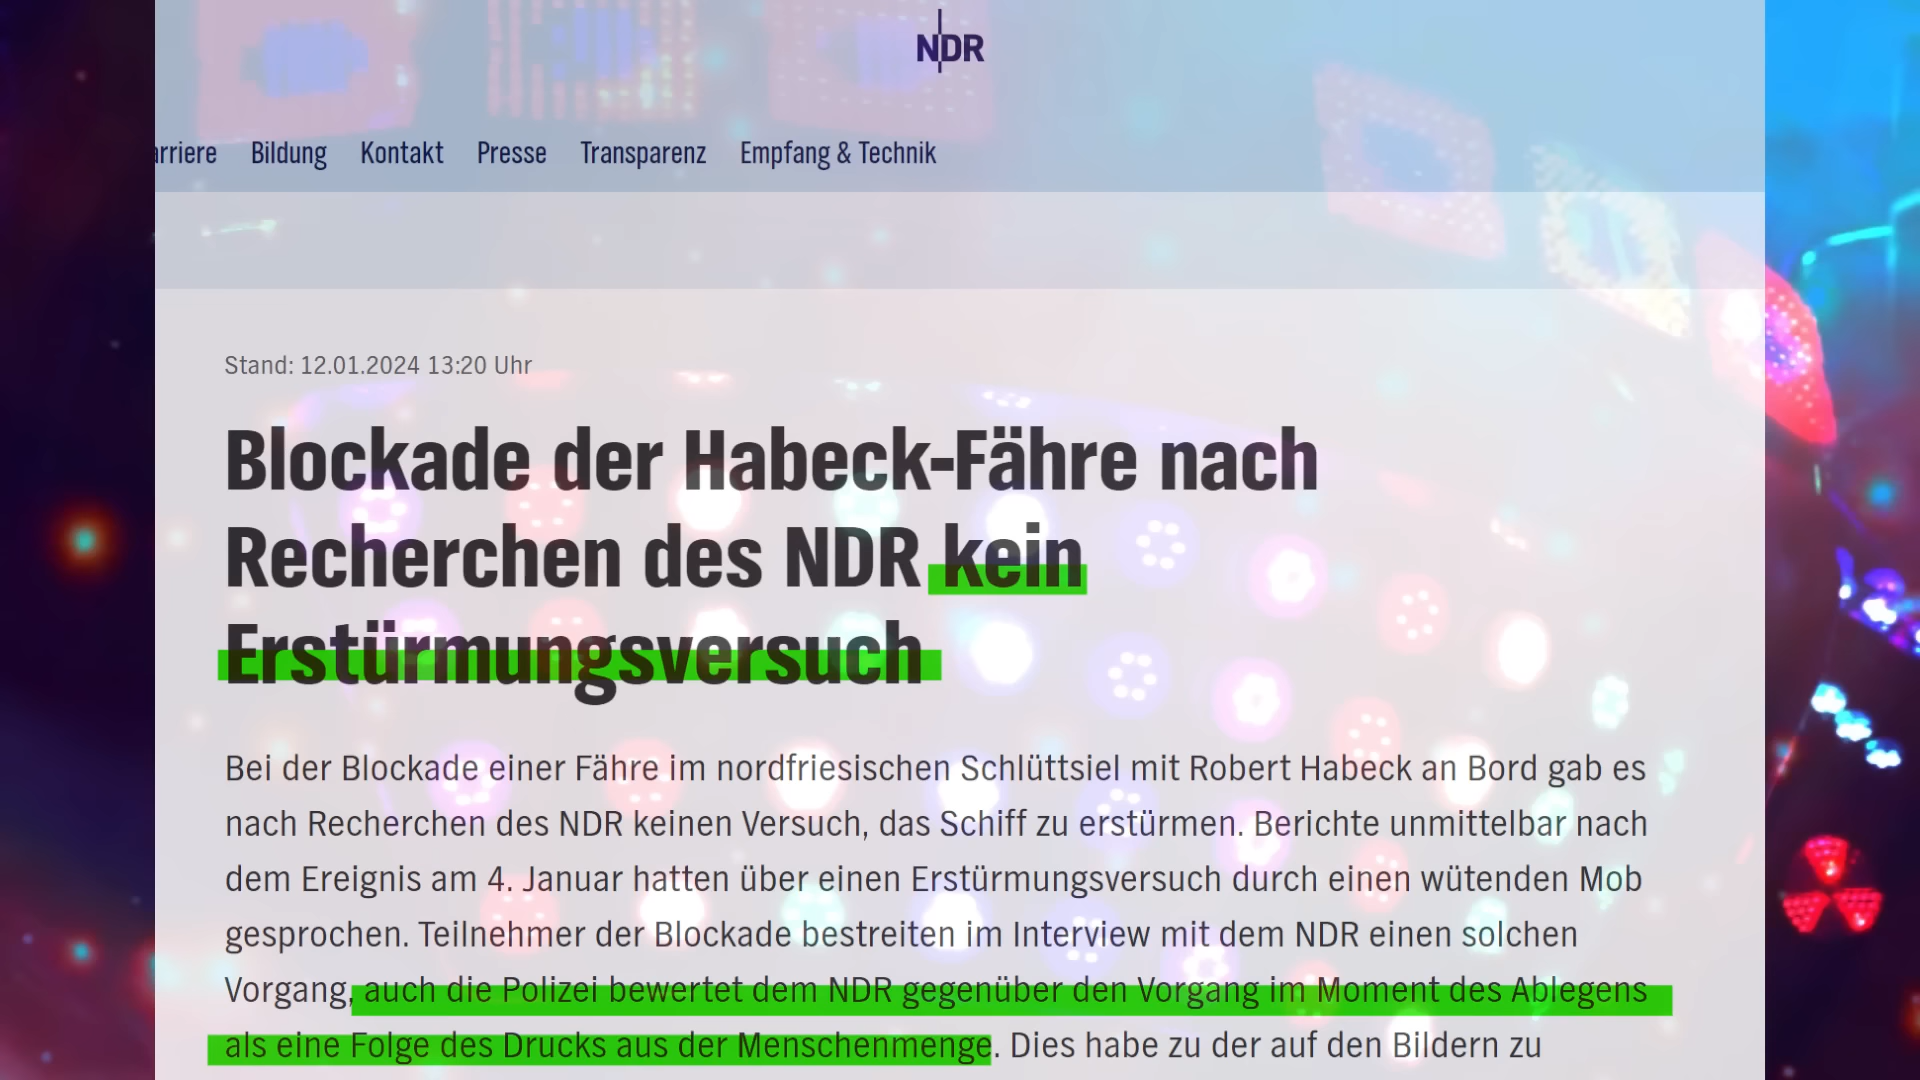 NDR
arriere Bildung Kontakt Presse Transparenz Empfang & Technik
Stand: 12.01.2024 13:20 Uhr
Blockade der Habeck-Fähre nach
Recherchen des NDR kein
Erstürmungsversuch
Bei der Blockade einer Fähre im nordfriesischen Schlüttsiel mit Robert Habeck an Bord gab es
nach Recherchen des NDR keinen Versuch, das Schiff zu erstürmen. Berichte unmittelbar nach
dem Ereignis am 4. Januar hatten über einen Erstürmungsversuch durch einen wütenden Mob
gesprochen. Teilnehmer der Blockade bestreiten im Interview mit dem NDR einen solchen
Vorgang, auch die Polizei bewertet dem NDR gegenüber den Vorgang im Moment des Ablegens
als eine Folge des Drucks aus der Menschenmenge. Dies habe zu der auf den Bildern zu